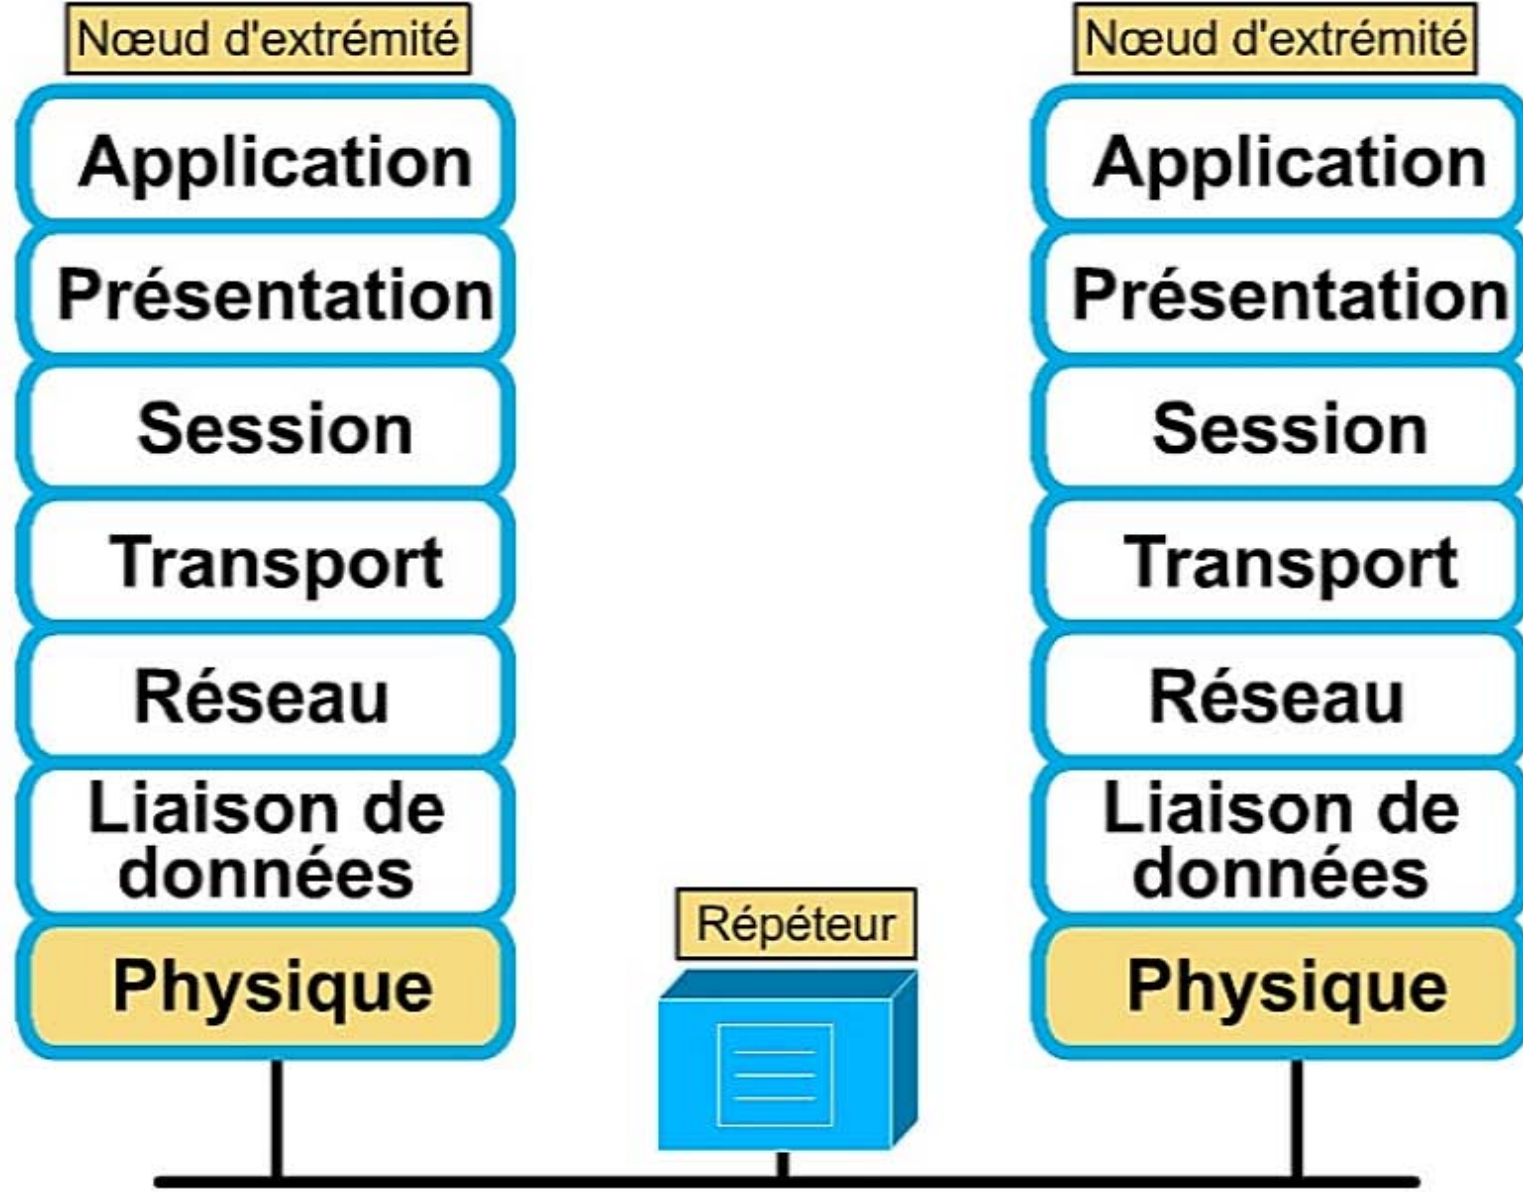 Nœud d'extrémité
Application
Présentation
Session
Transport
Réseau
Liaison de
données
Physique
Répéteur
Nœud d'extrémité
Application
Présentation
Session
Transport
Réseau
Liaison de
données
Physique